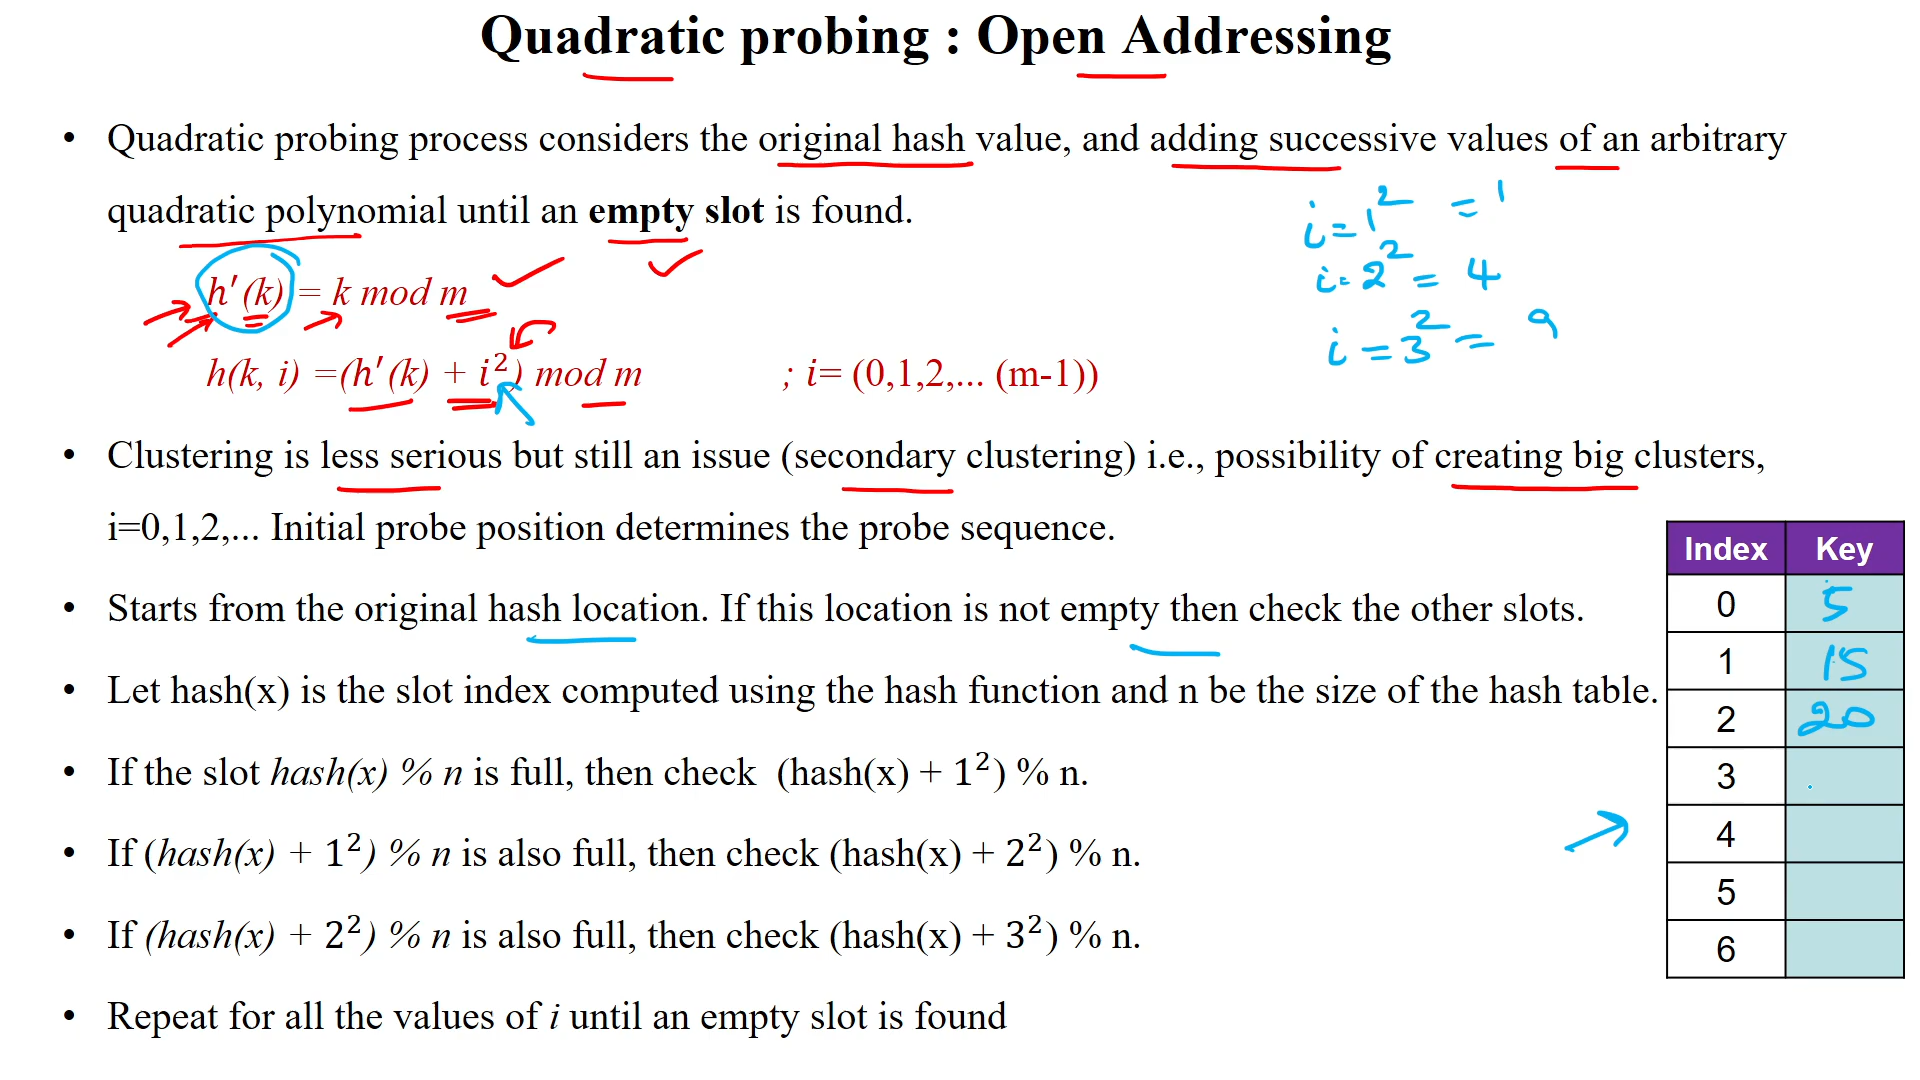 Quadratic probing : Open Addressing
• Quadratic probing process considers the original hash value, and adding successive values of an arbitrary
quadratic polynomial until an empty slot is found.
i=1² = 1
i=2² = 4
i=3² = 9
h′(k) = k mod m
h(k, i) =(h′(k) + i²) mod m ; i= (0,1,2,... (m-1))
• Clustering is less serious but still an issue (secondary clustering) i.e., possibility of creating big clusters,
i=0,1,2,... Initial probe position determines the probe sequence.
• Starts from the original hash location. If this location is not empty then check the other slots.
• Let hash(x) is the slot index computed using the hash function and n be the size of the hash table.
• If the slot hash(x) % n is full, then check (hash(x) + 1²) % n.
• If (hash(x) + 1²) % n is also full, then check (hash(x) + 2²) % n.
• If (hash(x) + 2²) % n is also full, then check (hash(x) + 3²) % n.
• Repeat for all the values of i until an empty slot is found
Index Key
0 5
1 15
2 20
3
4
5
6